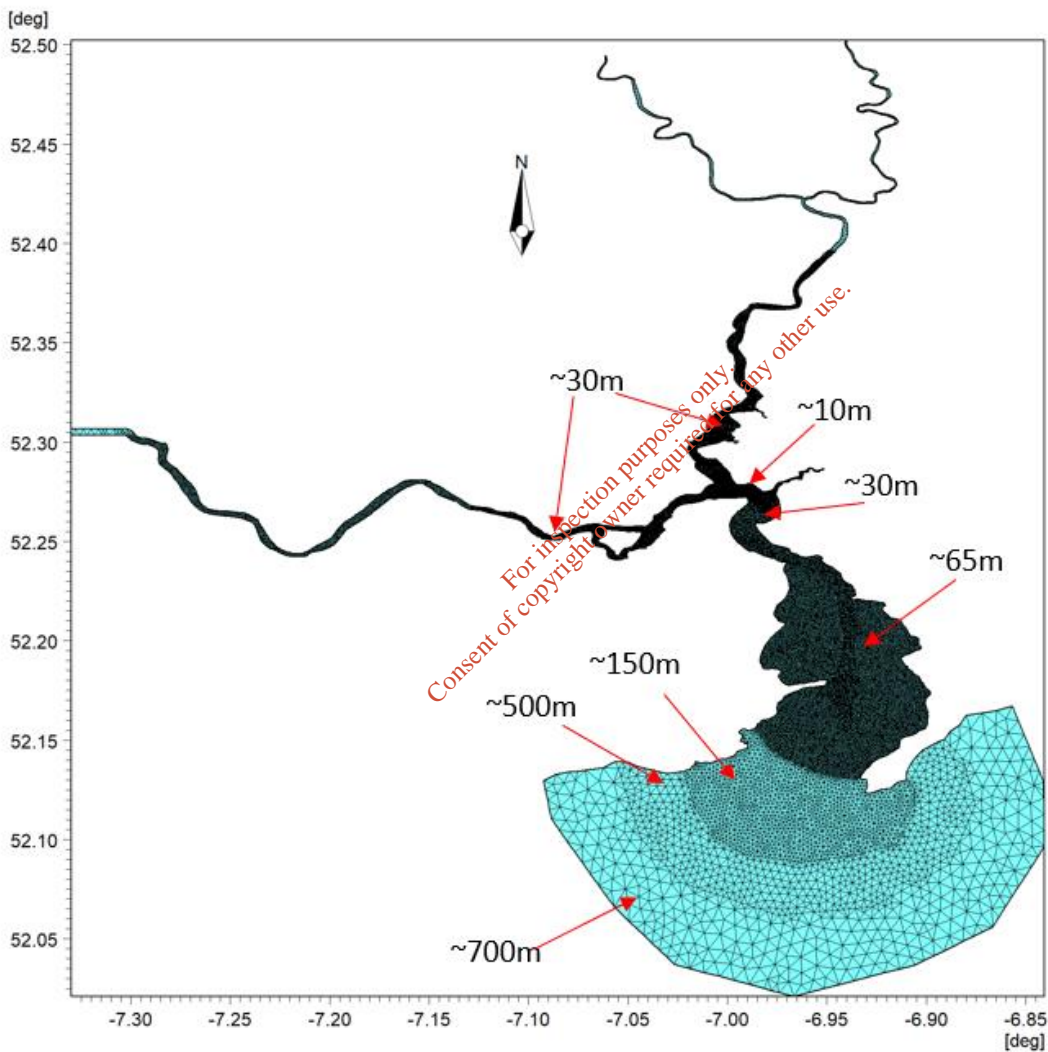 [deg]
52.50
52.45
N
52.40
52.35
~30m
~10m
52.30
~30m
52.25
~65m
52.20
~150m
~500m
52.15
52.10
~700m
52.05
For inspection purposes only.
Consent of copyright owner required for any other use.
-7.30 -7.25 -7.20 -7.15 -7.10 -7.05 -7.00 -6.95 -6.90 -6.85
[deg]